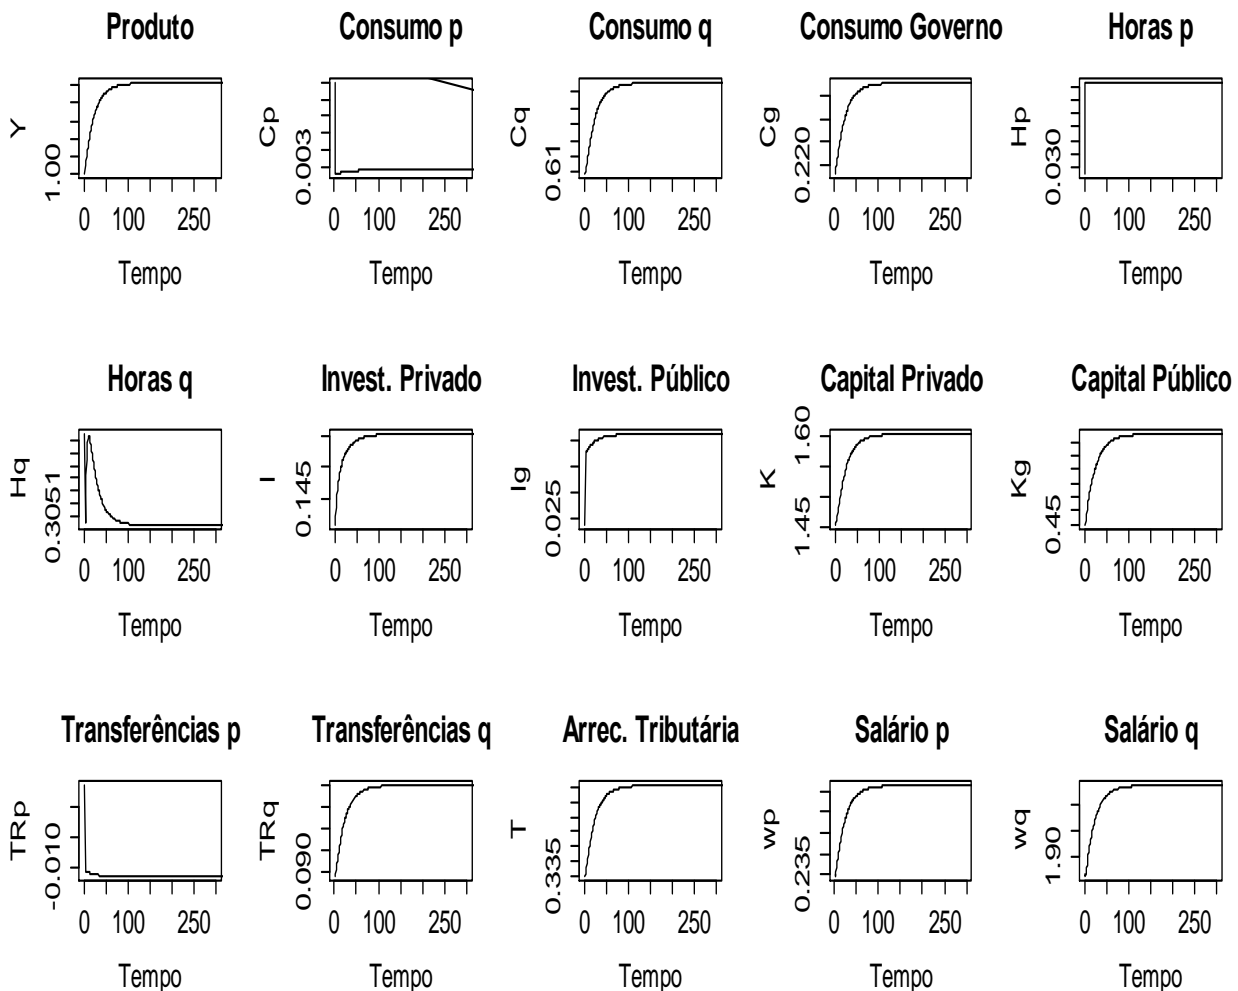 Produto Consumo p Consumo q Consumo Governo Horas p
Y 1.00 Cp 0.003 Cq 0.61 Cg 0.220 Hp 0.030
0 100 250 0 100 250 0 100 250 0 100 250 0 100 250
Tempo Tempo Tempo Tempo Tempo
Horas q Invest. Privado Invest. Público Capital Privado Capital Público
Hq 0.3051 I 0.145 Ig 0.025 K 1.45 1.60 Kg 0.45
0 100 250 0 100 250 0 100 250 0 100 250 0 100 250
Tempo Tempo Tempo Tempo Tempo
Transferências p Transferências q Arrec. Tributária Salário p Salário q
TRp -0.010 TRq 0.090 T 0.335 wp 0.235 wq 1.90
0 100 250 0 100 250 0 100 250 0 100 250 0 100 250
Tempo Tempo Tempo Tempo Tempo